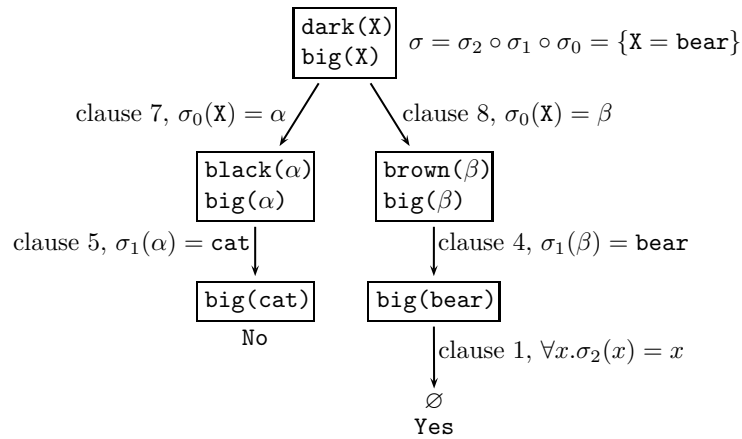 dark(X)
big(X)
σ = σ₂ ∘ σ₁ ∘ σ₀ = {X = bear}
clause 7, σ₀(X) = α
clause 8, σ₀(X) = β
black(α)
big(α)
brown(β)
big(β)
clause 5, σ₁(α) = cat
clause 4, σ₁(β) = bear
big(cat)
No
big(bear)
clause 1, ∀x.σ₂(x) = x
∅
Yes